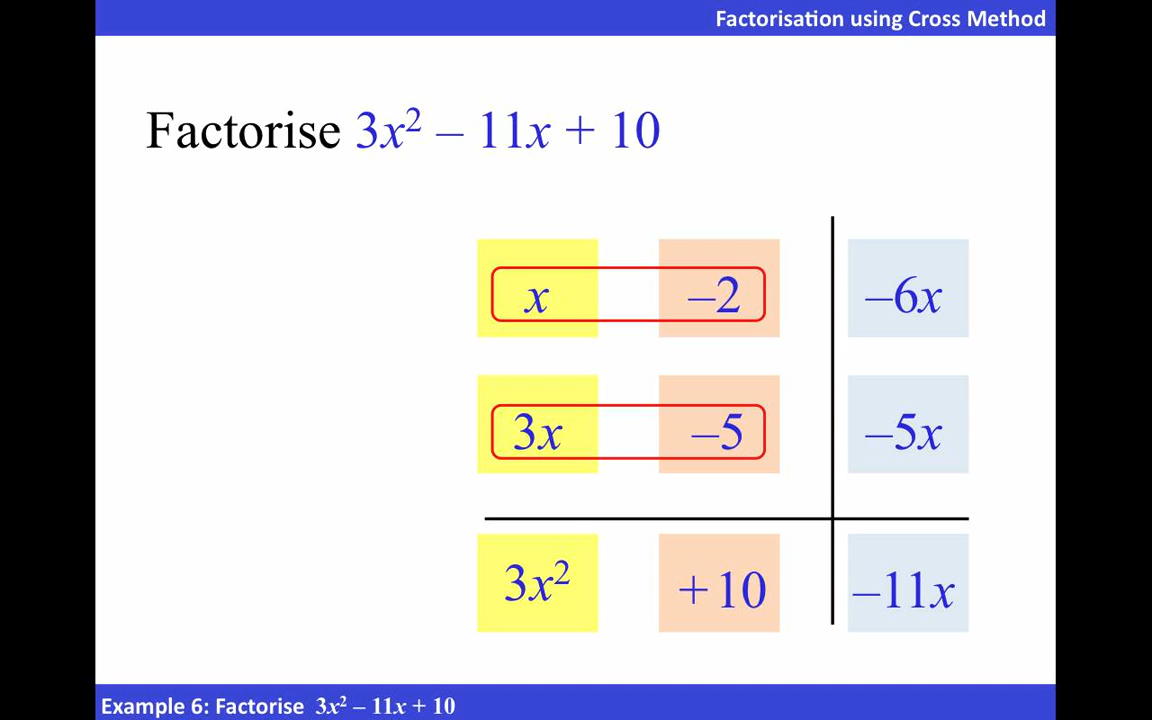 Factorisation using Cross Method
Factorise 3x² – 11x + 10
x –2 –6x
3x –5 –5x
3x² +10 –11x
Example 6: Factorise 3x² – 11x + 10